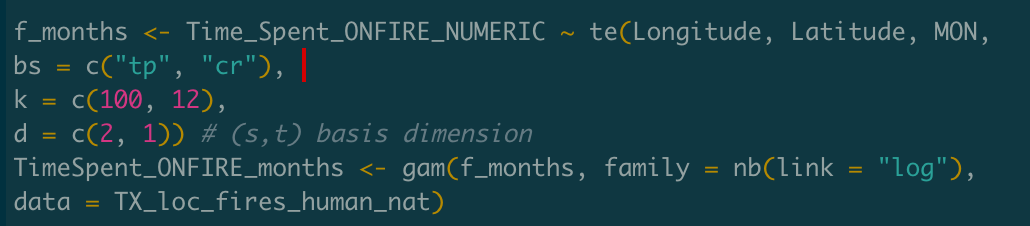 f_months <- Time_Spent_ONFIRE_NUMERIC ~ te(Longitude, Latitude, MON,
bs = c("tp", "cr"),
k = c(100, 12),
d = c(2, 1)) # (s,t) basis dimension
TimeSpent_ONFIRE_months <- gam(f_months, family = nb(link = "log"),
data = TX_loc_fires_human_nat)